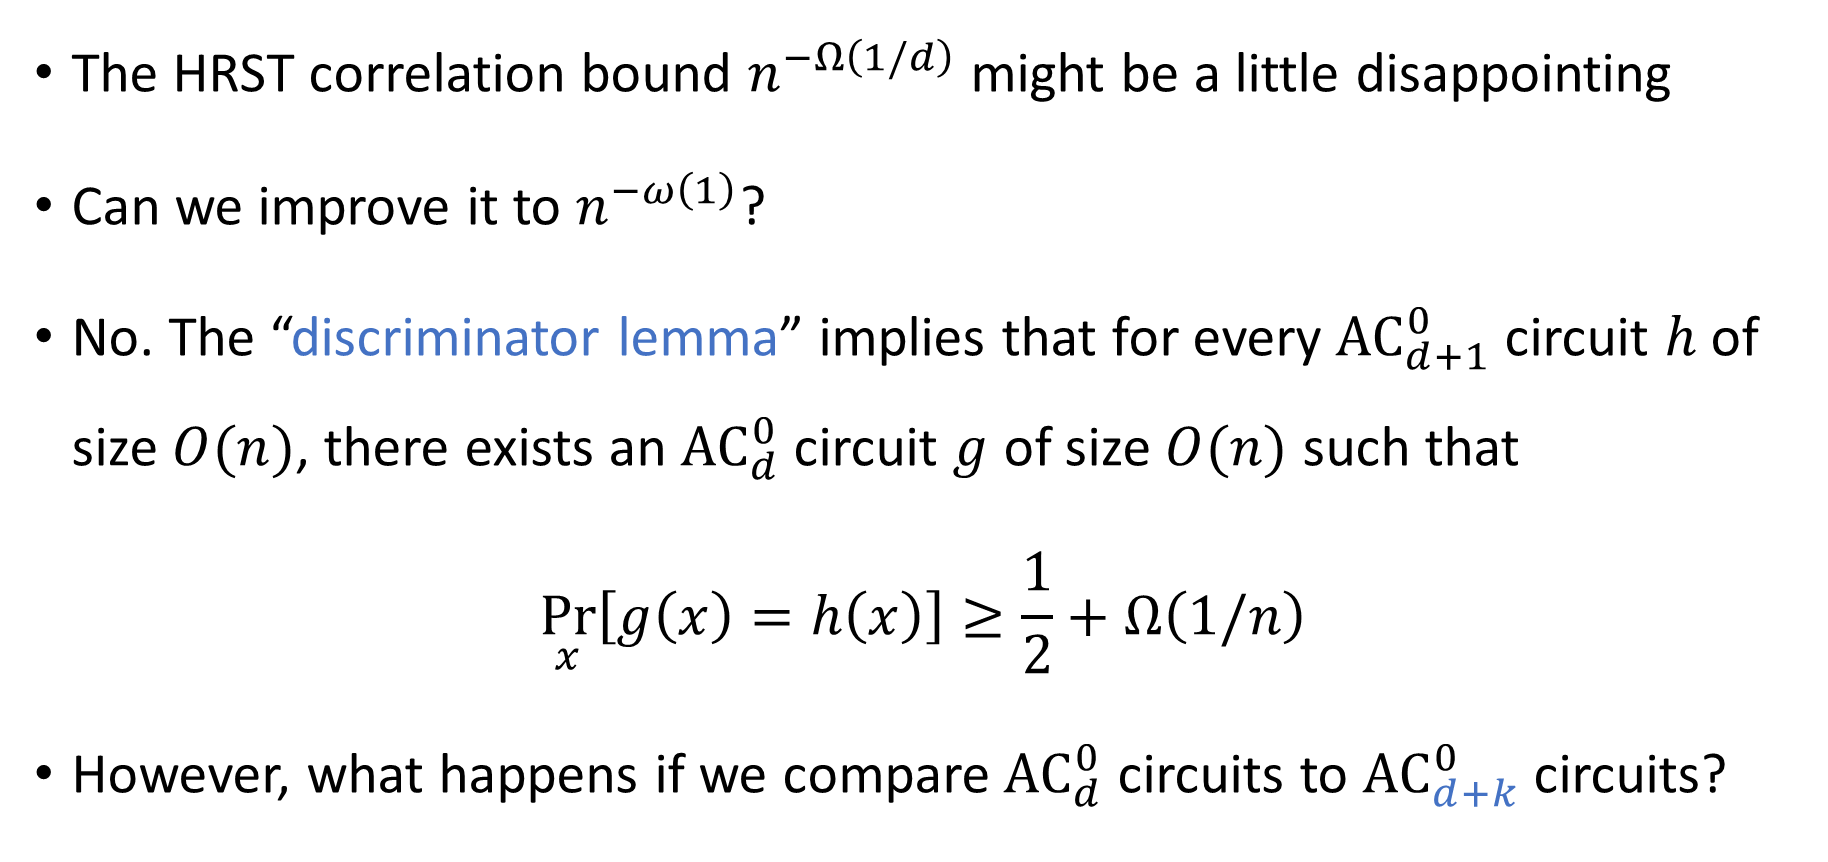 • The HRST correlation bound n^{−Ω(1/d)} might be a little disappointing
• Can we improve it to n^{−ω(1)}?
• No. The “discriminator lemma” implies that for every AC^0_{d+1} circuit h of
size O(n), there exists an AC^0_d circuit g of size O(n) such that
Pr_x[g(x) = h(x)] ≥ 1/2 + Ω(1/n)
• However, what happens if we compare AC^0_d circuits to AC^0_{d+k} circuits?